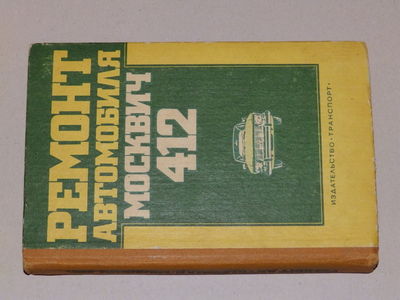 РЕМОНТ
АВТОМОБИЛЯ
МОСКВИЧ
412
ИЗДАТЕЛЬСТВО • ТРАНСПОРТ •